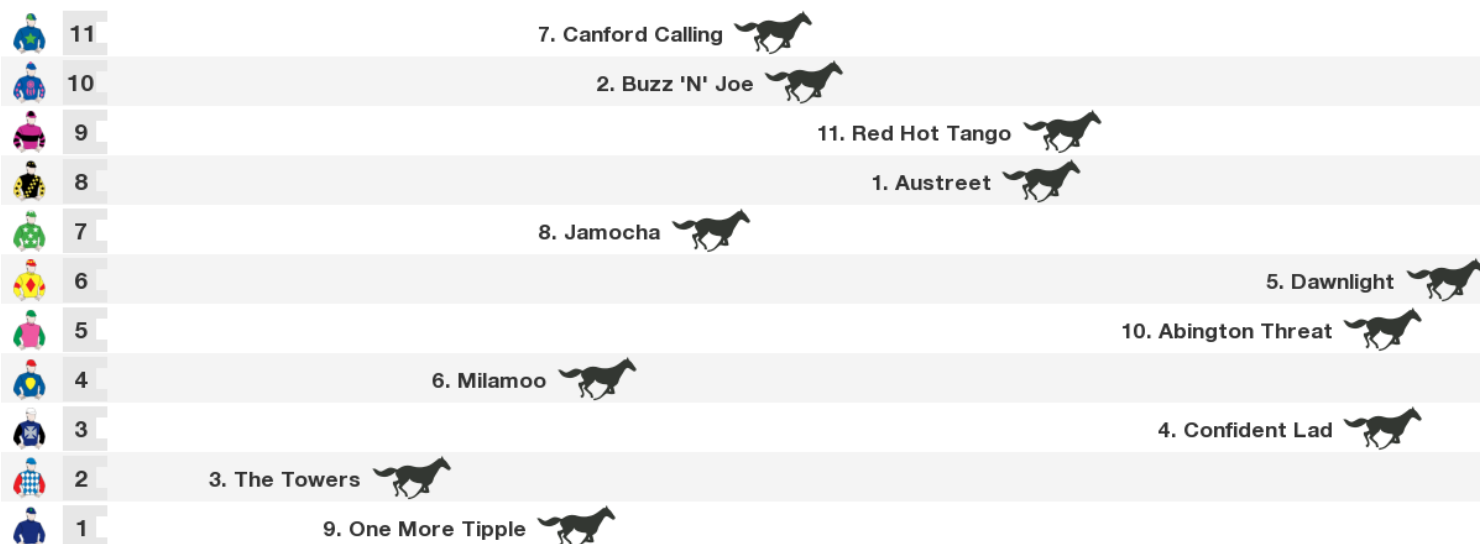 11 7. Canford Calling
10 2. Buzz 'N' Joe
9 11. Red Hot Tango
8 1. Austreet
7 8. Jamocha
6 5. Dawnlight
5 10. Abington Threat
4 6. Milamoo
3 4. Confident Lad
2 3. The Towers
1 9. One More Tipple